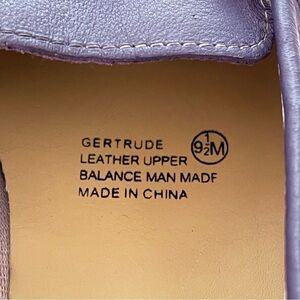 GERTRUDE 9½M
LEATHER UPPER
BALANCE MAN MADE
MADE IN CHINA